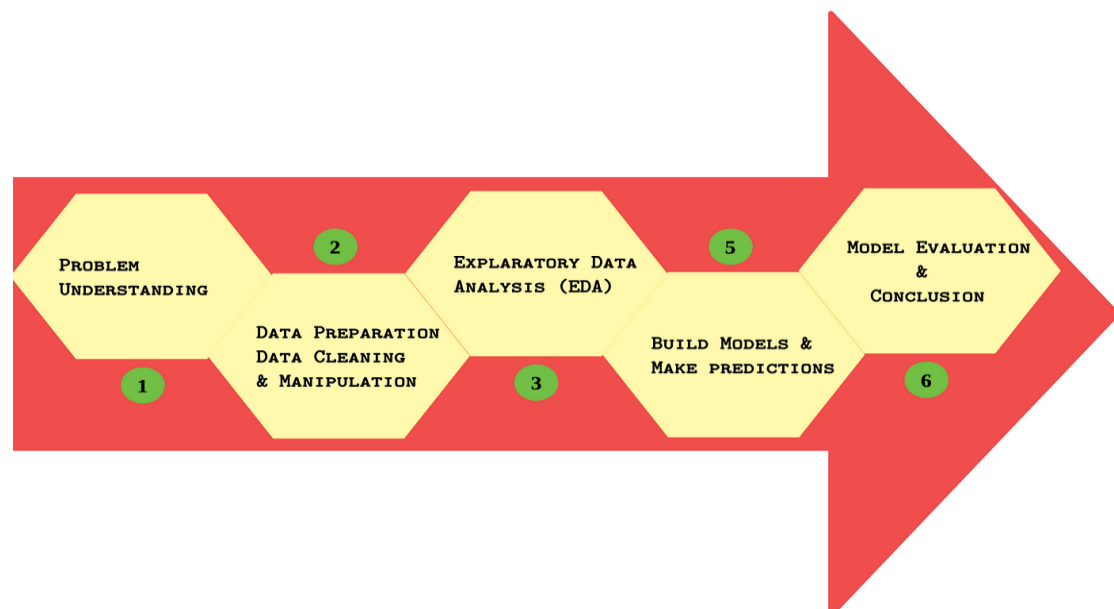 PROBLEM
UNDERSTANDING
1
2
DATA PREPARATION
DATA CLEANING
& MANIPULATION
EXPLARATORY DATA
ANALYSIS (EDA)
3
5
BUILD MODELS &
MAKE PREDICTIONS
MODEL EVALUATION
&
CONCLUSION
6